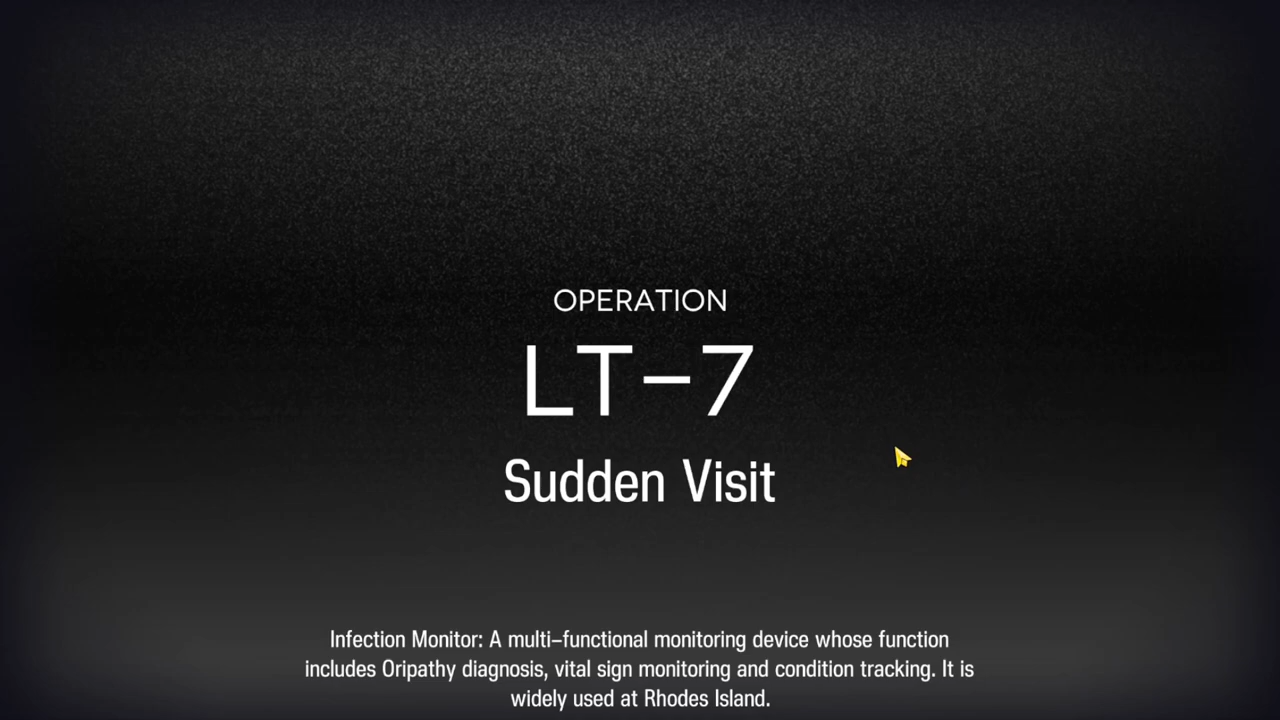 OPERATION
LT-7
Sudden Visit
Infection Monitor: A multi-functional monitoring device whose function
includes Oripathy diagnosis, vital sign monitoring and condition tracking. It is
widely used at Rhodes Island.